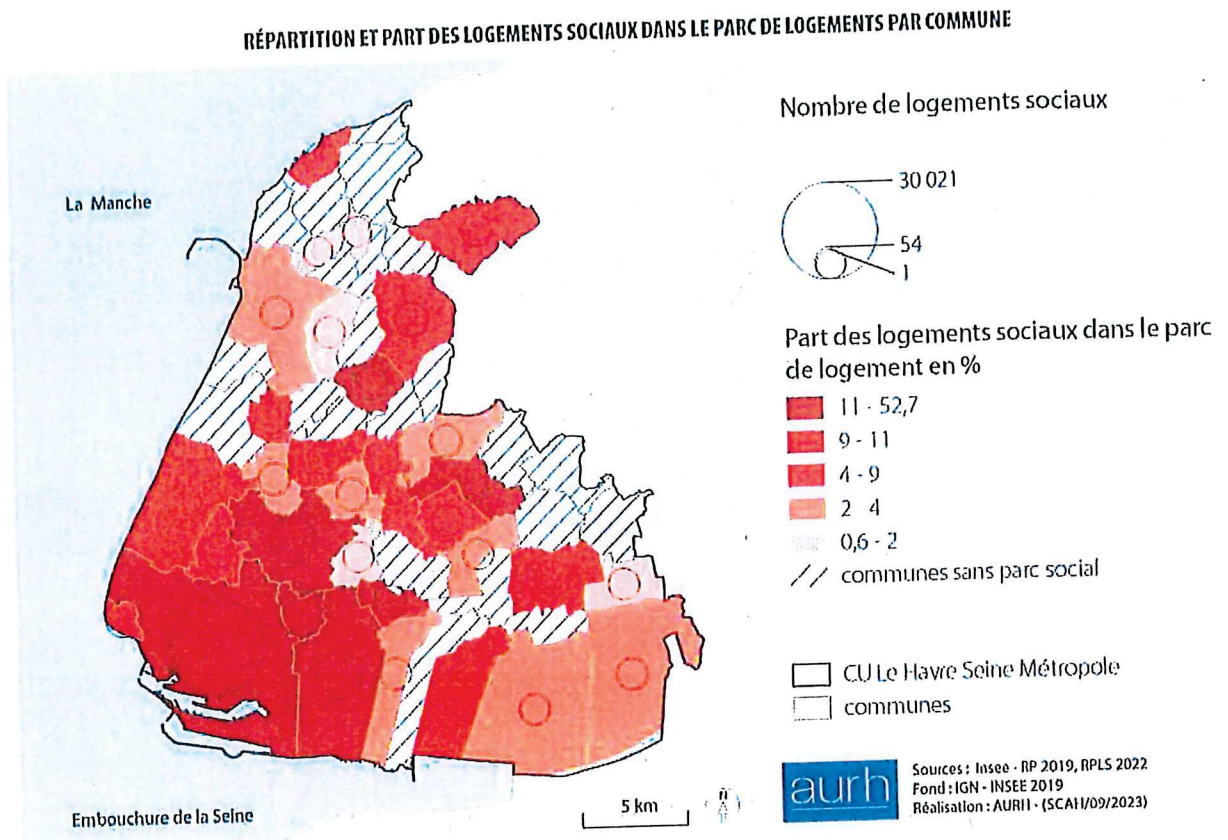 RÉPARTITION ET PART DES LOGEMENTS SOCIAUX DANS LE PARC DE LOGEMENTS PAR COMMUNE
La Manche
Embouchure de la Seine
Nombre de logements sociaux
30 021
54
1
Part des logements sociaux dans le parc
de logement en %
11 - 52,7
9 - 11
4 - 9
2 4
0,6 - 2
communes sans parc social
CU Le Havre Seine Métropole
communes
5 km
N
aurh
Sources : Insee - RP 2019, RPLS 2022
Fond : IGN - INSEE 2019
Réalisation : AURH - (SCAH/09/2023)